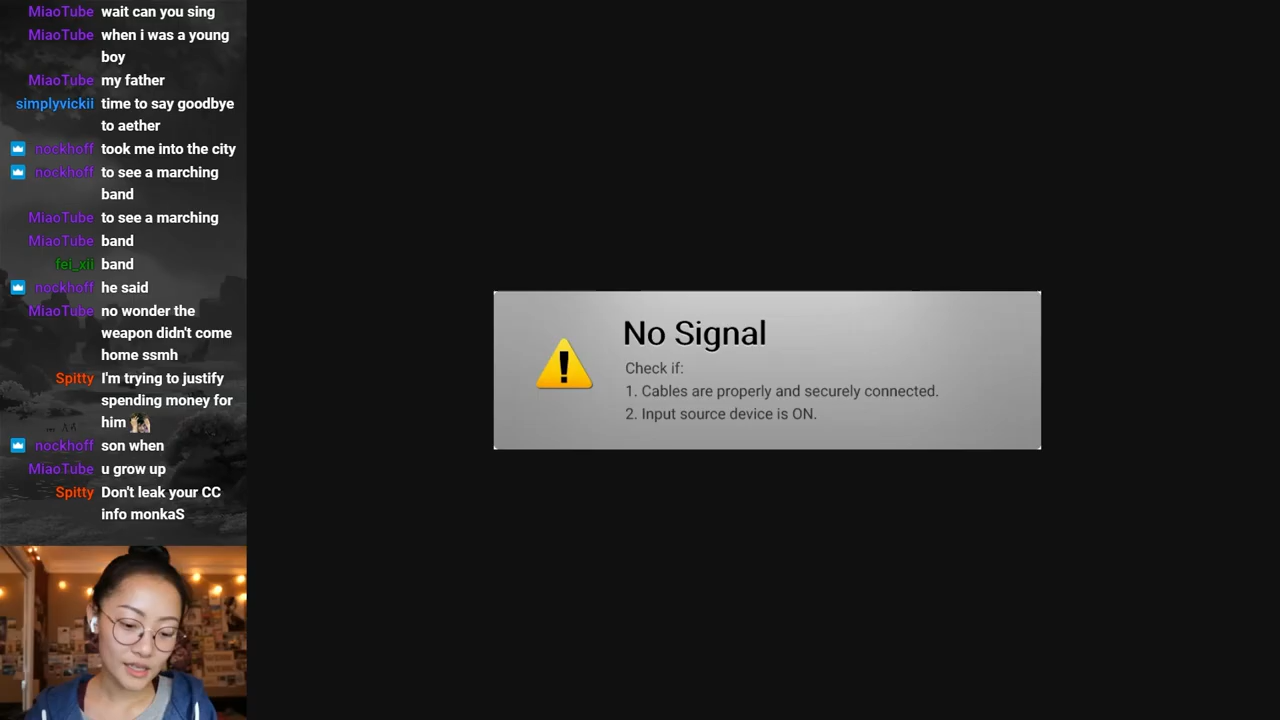 MiaoTube wait can you sing
MiaoTube when i was a young
boy
MiaoTube my father
simplyvickii time to say goodbye
to aether
nockhoff took me into the city
nockhoff to see a marching
band
MiaoTube to see a marching
MiaoTube band
fei_xii band
nockhoff he said
MiaoTube no wonder the
weapon didn't come
home ssmh
Spitty I'm trying to justify
spending money for
him
nockhoff son when
MiaoTube u grow up
Spitty Don't leak your CC
info monkaS
No Signal
Check if:
1. Cables are properly and securely connected.
2. Input source device is ON.